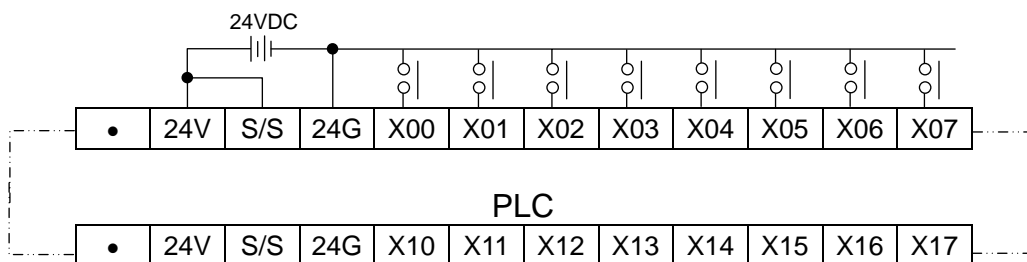 24VDC
• 24V S/S 24G X00 X01 X02 X03 X04 X05 X06 X07
PLC
• 24V S/S 24G X10 X11 X12 X13 X14 X15 X16 X17